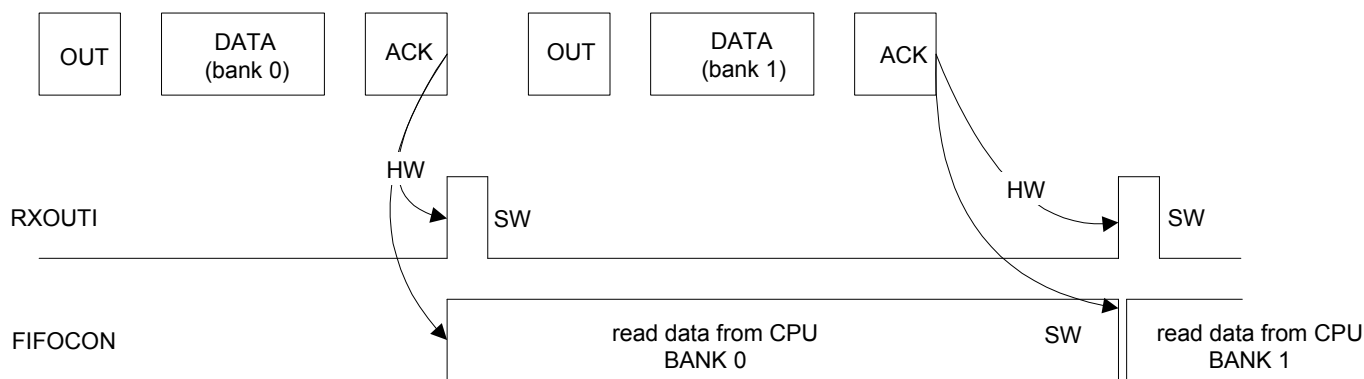 OUT
DATA
(bank 0)
ACK
OUT
DATA
(bank 1)
ACK
HW
HW
RXOUTI
SW
SW
FIFOCON
read data from CPU
BANK 0
SW
read data from CPU
BANK 1